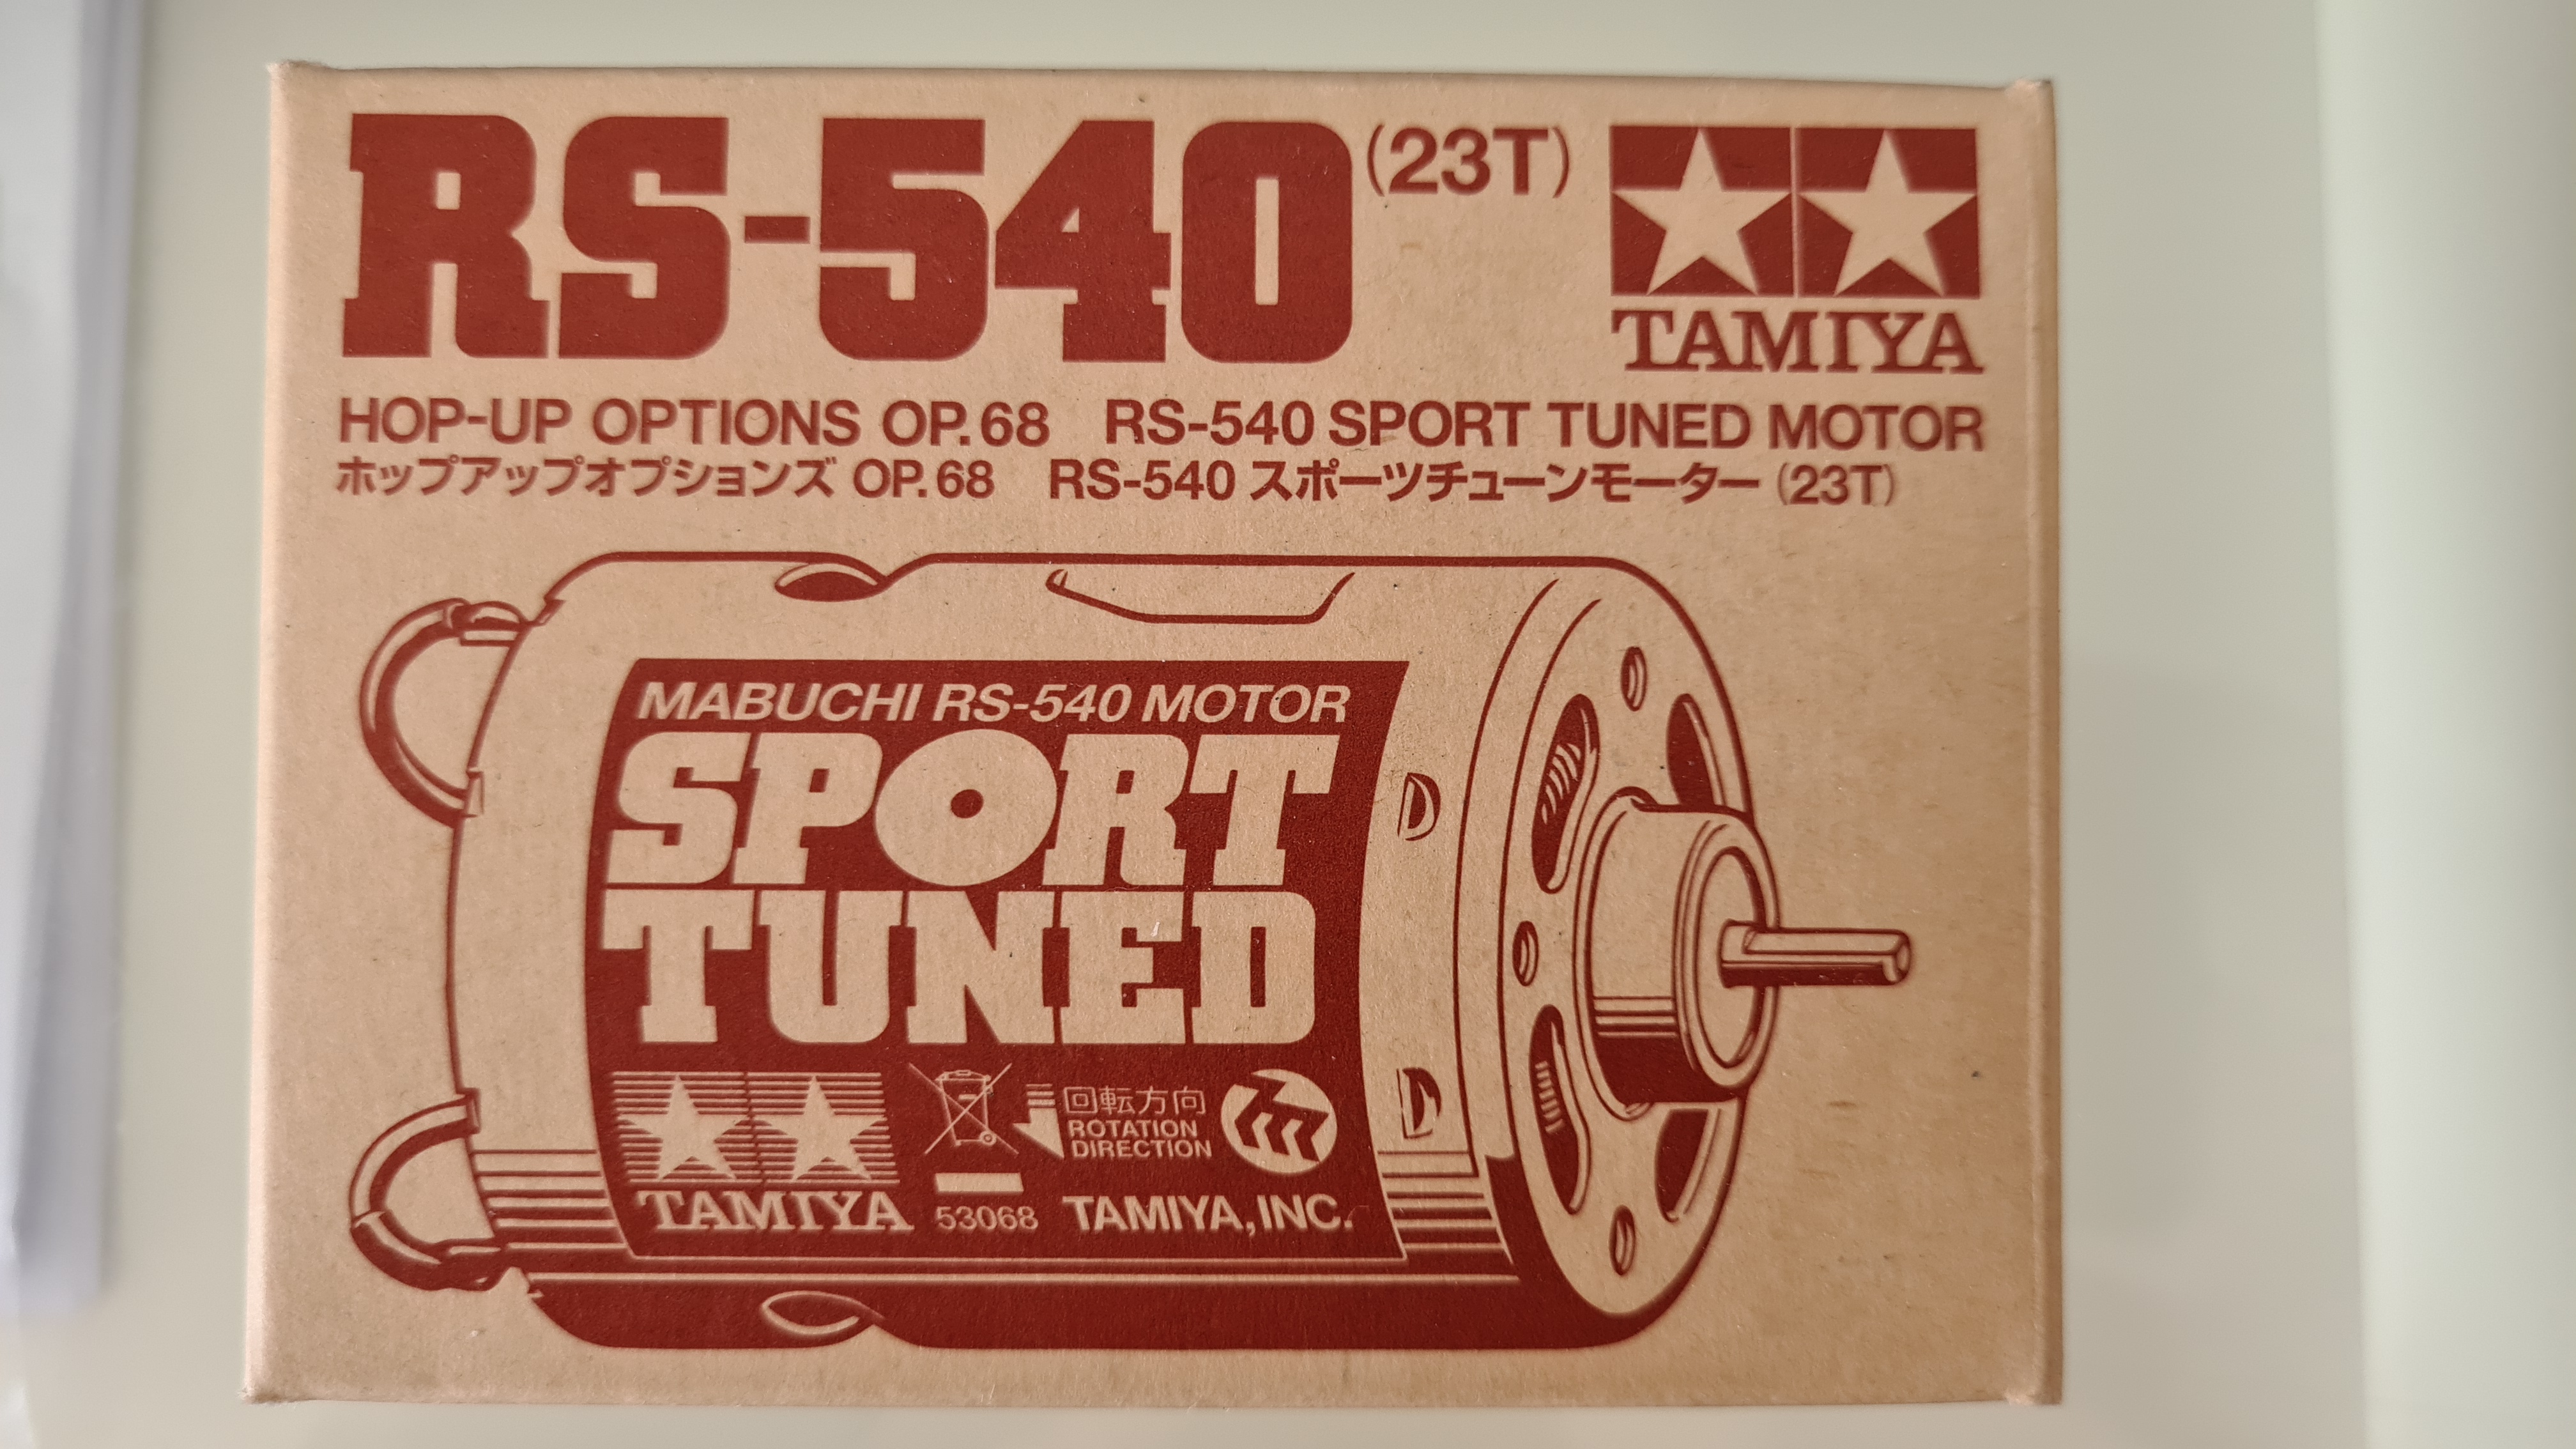 RS-540 (23T)
TAMIYA
HOP-UP OPTIONS OP.68 RS-540 SPORT TUNED MOTOR
ホップアップオプションズ OP.68 RS-540 スポーツチューンモーター (23T)
MABUCHI RS-540 MOTOR
SPORT
TUNED
回転方向
ROTATION
DIRECTION
TAMIYA 53068 TAMIYA, INC.